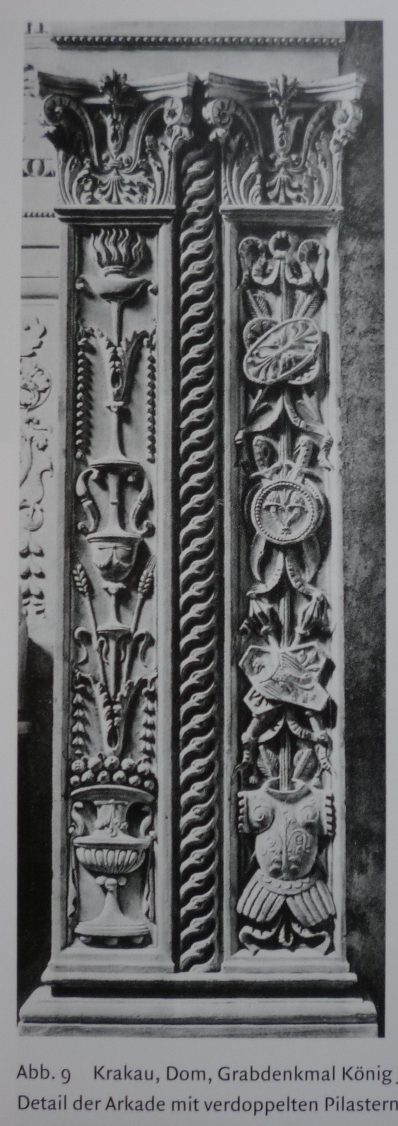 Abb. 9 Krakau, Dom, Grabdenkmal König
Detail der Arkade mit verdoppelten Pilastern